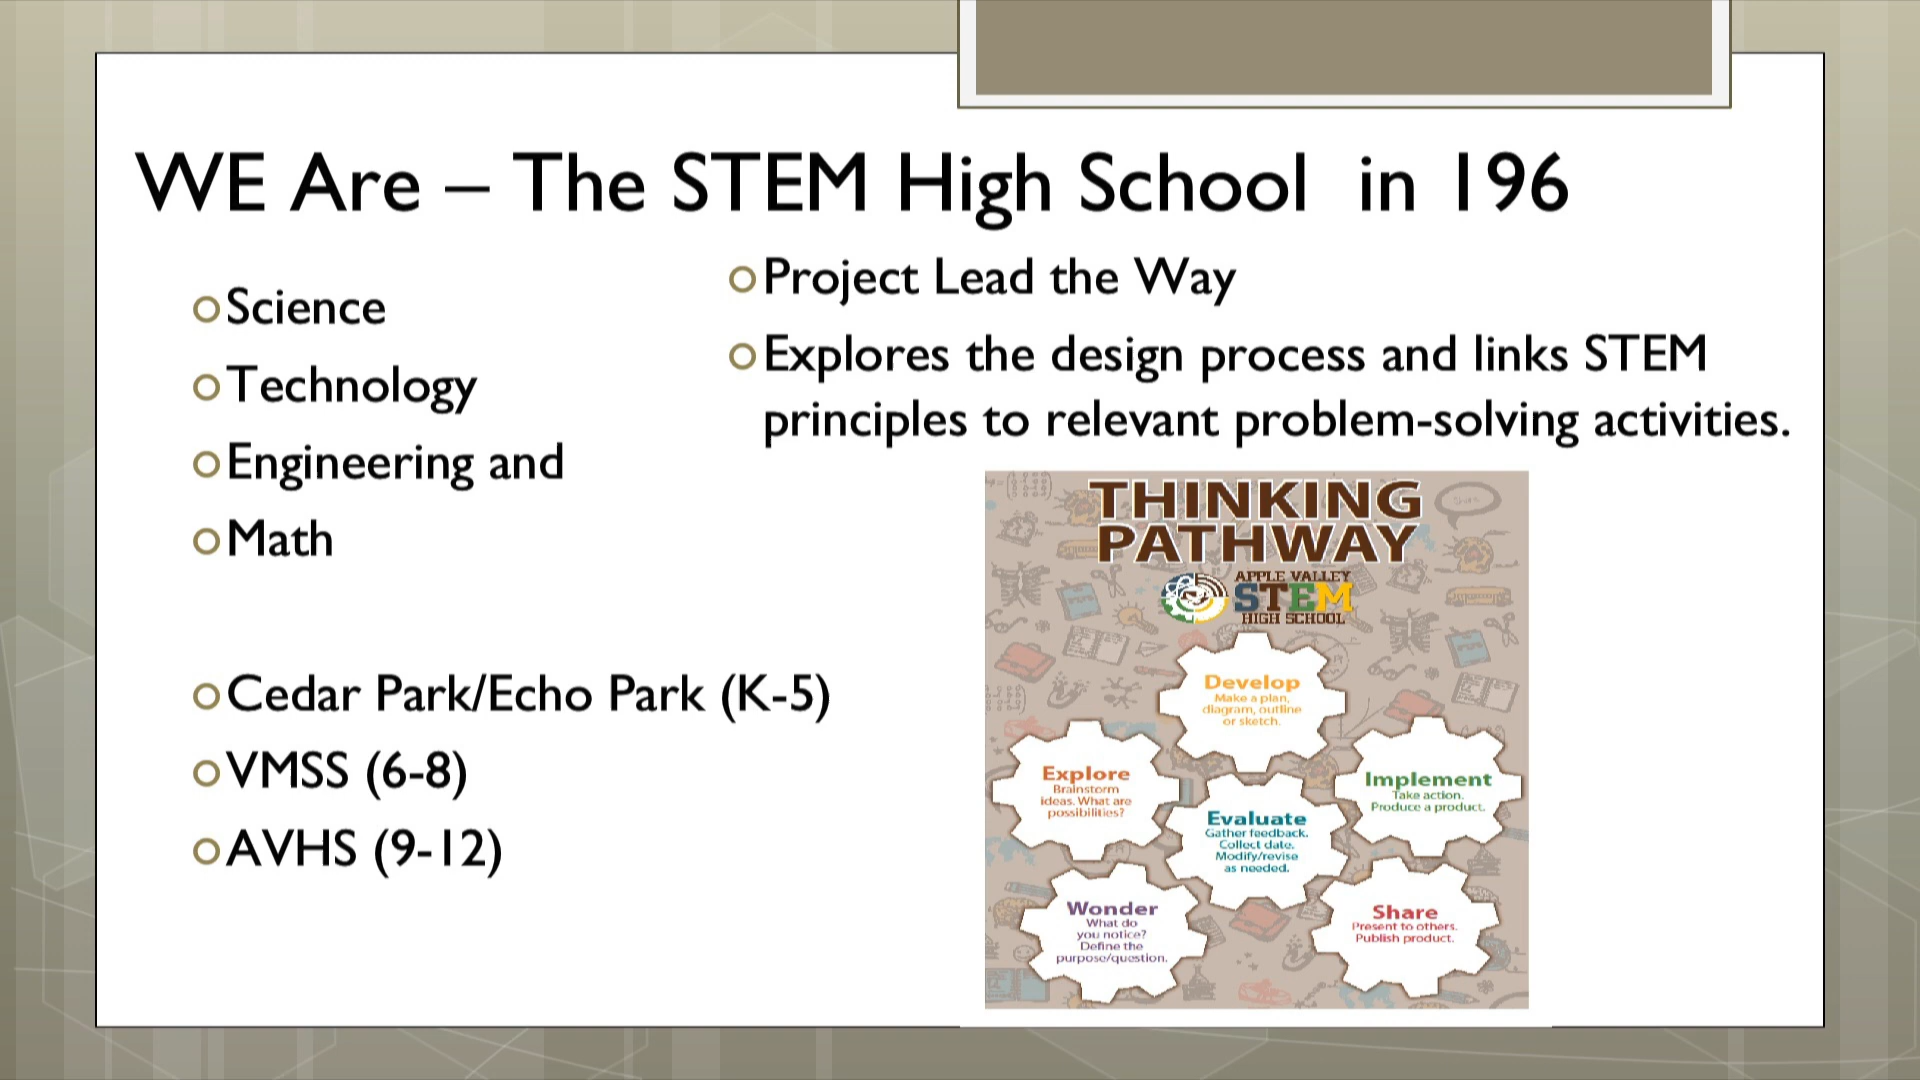 WE Are – The STEM High School in 196
Science
Technology
Engineering and
Math
Cedar Park/Echo Park (K-5)
VMSS (6-8)
AVHS (9-12)
Project Lead the Way
Explores the design process and links STEM
principles to relevant problem-solving activities.
THINKING
PATHWAY
APPLE VALLEY
STEM
HIGH SCHOOL
Develop
Make a plan,
diagram, outline
or sketch.
Explore
Brainstorm
ideas. What are
possibilities?
Implement
Take action.
Produce a product.
Evaluate
Gather feedback.
Collect date.
Modify/revise
as needed.
Wonder
What do
you notice?
Define the
purpose/question.
Share
Present to others.
Publish product.